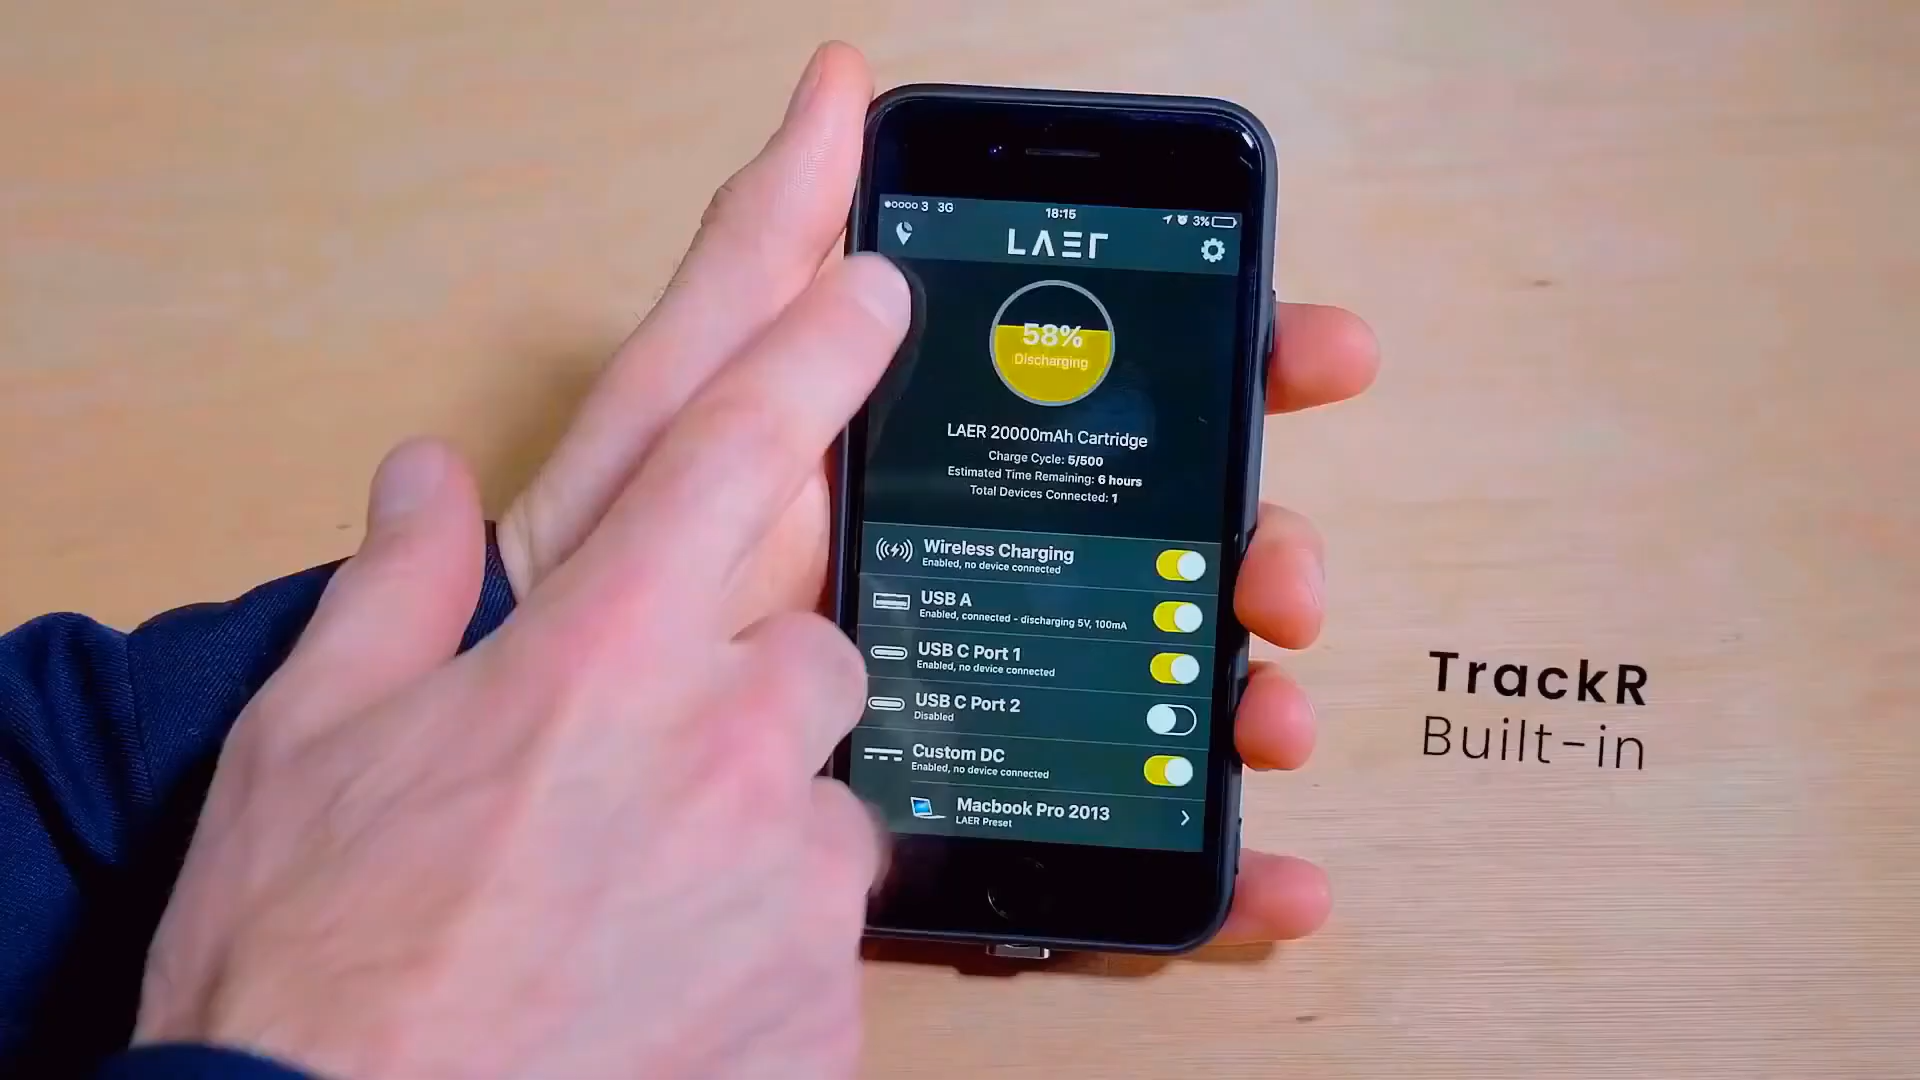 3 3G
18:15
3%
LAER
58%
Discharging
LAER 20000mAh Cartridge
Charge Cycle: 5/500
Estimated Time Remaining: 6 hours
Total Devices Connected: 1
Wireless Charging
Enabled, no device connected
USB A
Enabled, connected - discharging 5V, 100mA
USB C Port 1
Enabled, no device connected
USB C Port 2
Disabled
Custom DC
Enabled, no device connected
Macbook Pro 2013
LAER Preset
TrackR
Built-in